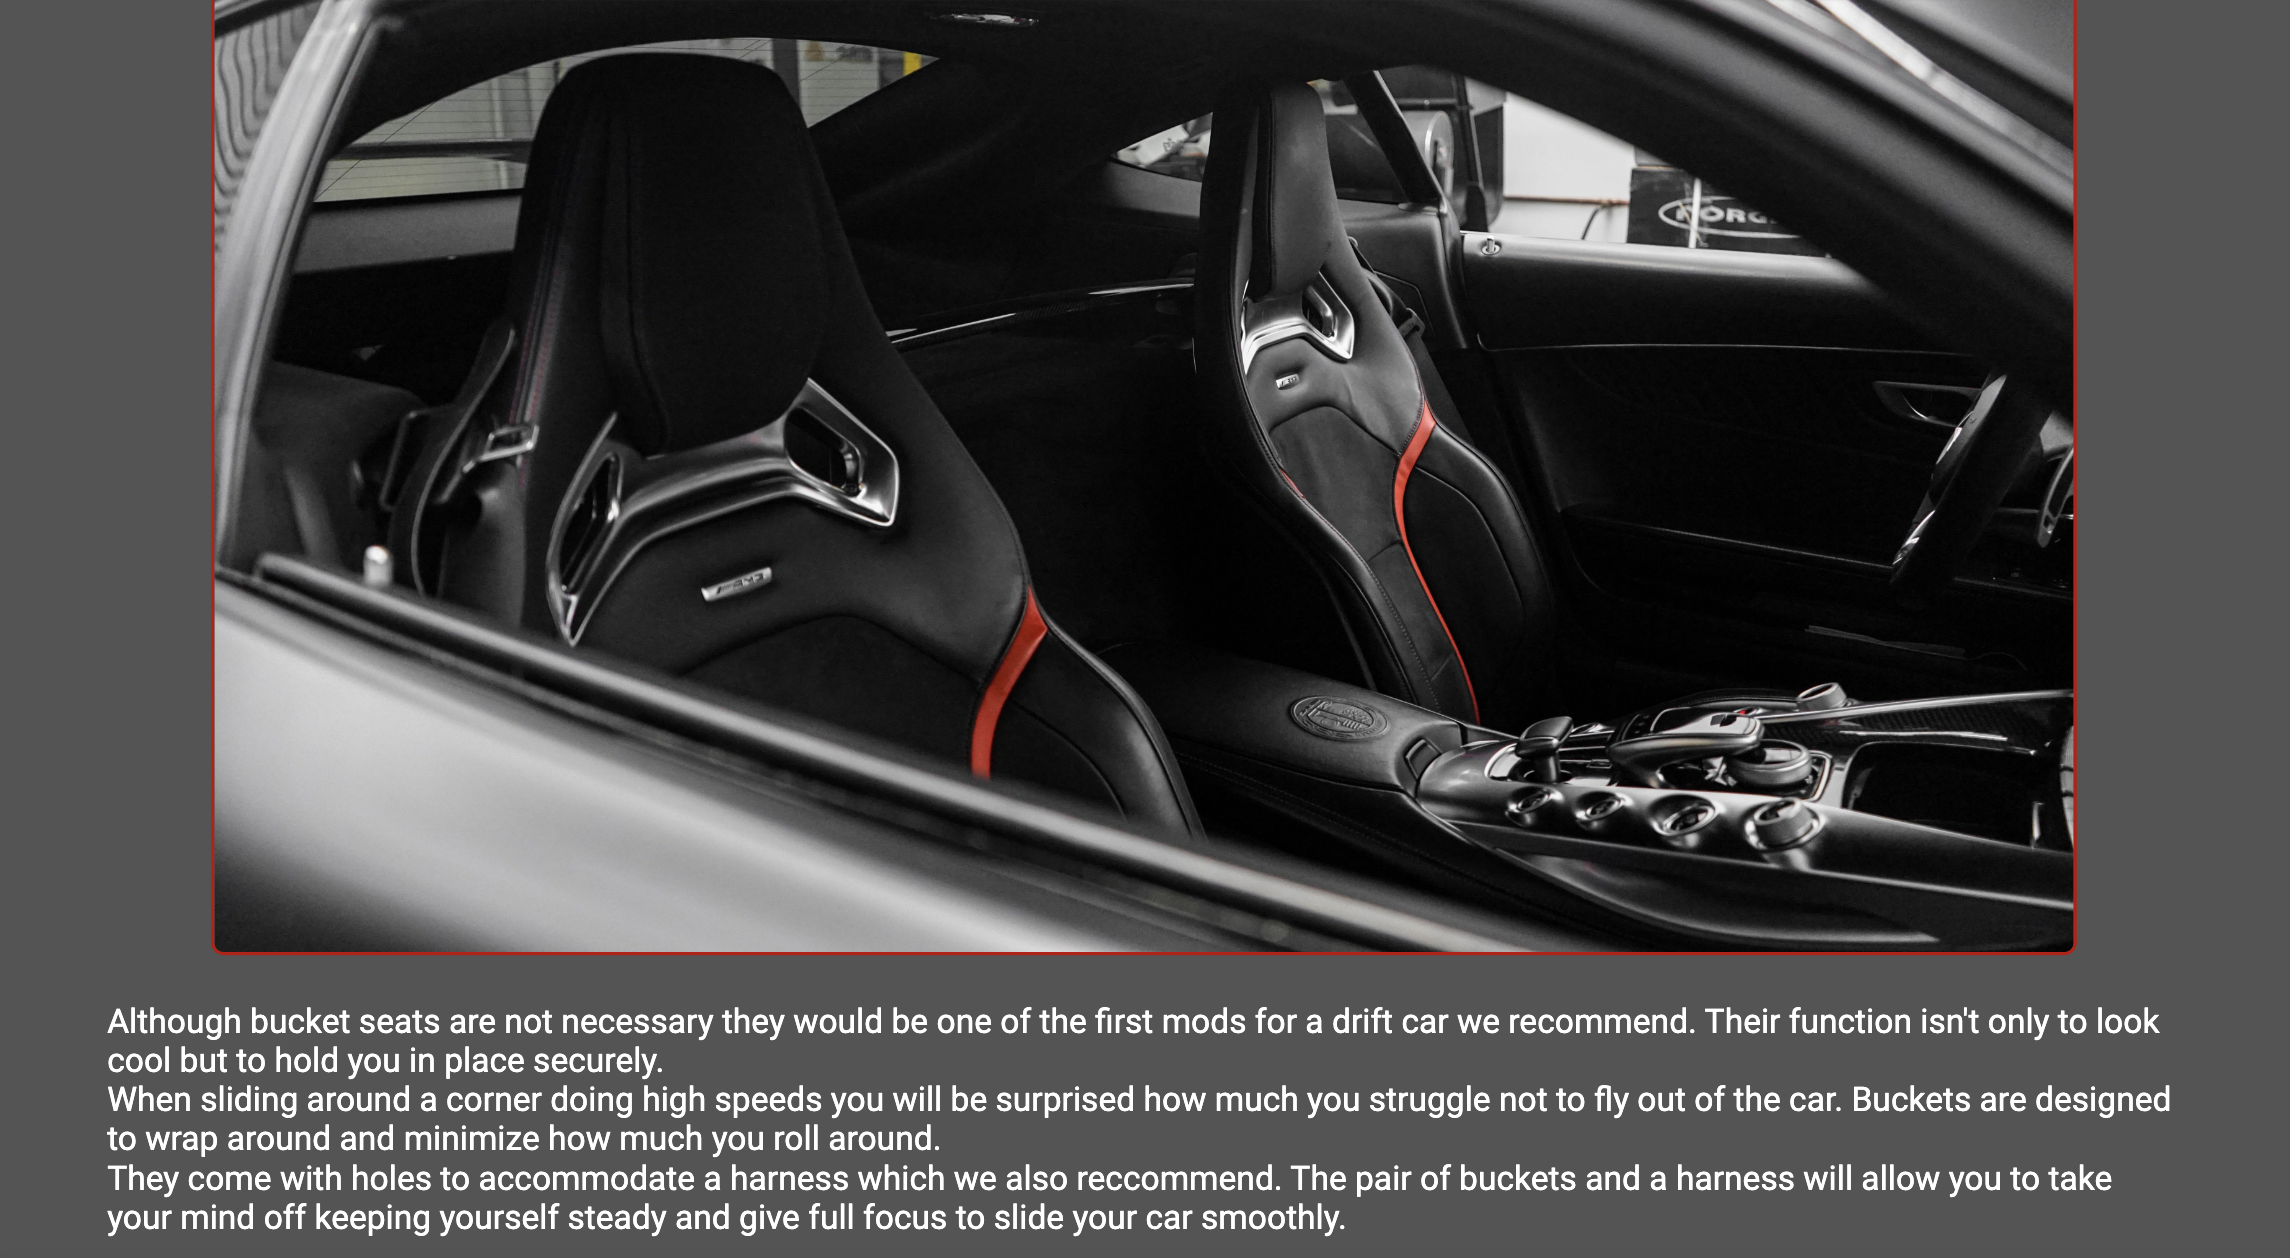 AMG
Although bucket seats are not necessary they would be one of the first mods for a drift car we recommend. Their function isn't only to look
cool but to hold you in place securely.
When sliding around a corner doing high speeds you will be surprised how much you struggle not to fly out of the car. Buckets are designed
to wrap around and minimize how much you roll around.
They come with holes to accommodate a harness which we also reccommend. The pair of buckets and a harness will allow you to take
your mind off keeping yourself steady and give full focus to slide your car smoothly.